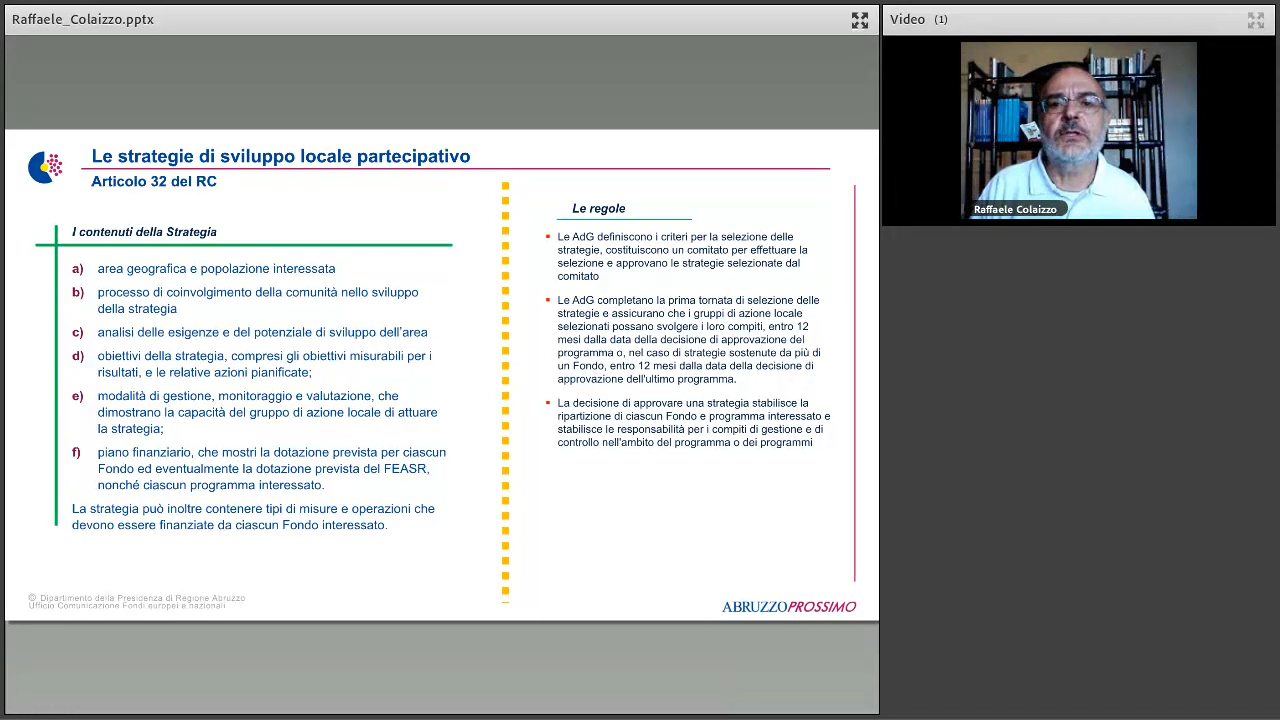 Raffaele_Colaizzo.pptx
Video (1)
Raffaele Colaizzo
Le strategie di sviluppo locale partecipativo
Articolo 32 del RC
I contenuti della Strategia
a) area geografica e popolazione interessata
b) processo di coinvolgimento della comunità nello sviluppo
della strategia
c) analisi delle esigenze e del potenziale di sviluppo dell’area
d) obiettivi della strategia, compresi gli obiettivi misurabili per i
risultati, e le relative azioni pianificate;
e) modalità di gestione, monitoraggio e valutazione, che
dimostrano la capacità del gruppo di azione locale di attuare
la strategia;
f) piano finanziario, che mostri la dotazione prevista per ciascun
Fondo ed eventualmente la dotazione prevista del FEASR,
nonché ciascun programma interessato.
La strategia può inoltre contenere tipi di misure e operazioni che
devono essere finanziate da ciascun Fondo interessato.
Le regole
Le AdG definiscono i criteri per la selezione delle
strategie, costituiscono un comitato per effettuare la
selezione e approvano le strategie selezionate dal
comitato
Le AdG completano la prima tornata di selezione delle
strategie e assicurano che i gruppi di azione locale
selezionati possano svolgere i loro compiti, entro 12
mesi dalla data della decisione di approvazione del
programma o, nel caso di strategie sostenute da più di
un Fondo, entro 12 mesi dalla data della decisione di
approvazione dell'ultimo programma.
La decisione di approvare una strategia stabilisce la
ripartizione di ciascun Fondo e programma interessato e
stabilisce le responsabilità per i compiti di gestione e di
controllo nell'ambito del programma o dei programmi
© Dipartimento della Presidenza di Regione Abruzzo
Ufficio Comunicazione Fondi europei e nazionali
ABRUZZOPROSSIMO